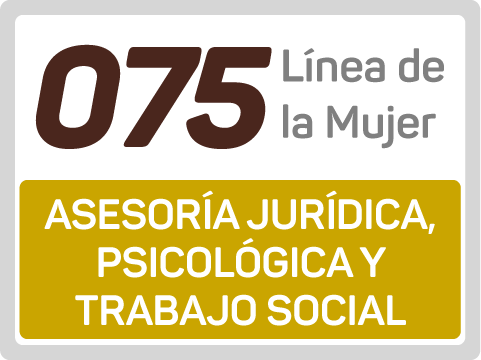 075 Línea de
la Mujer
ASESORÍA JURÍDICA,
PSICOLÓGICA Y
TRABAJO SOCIAL